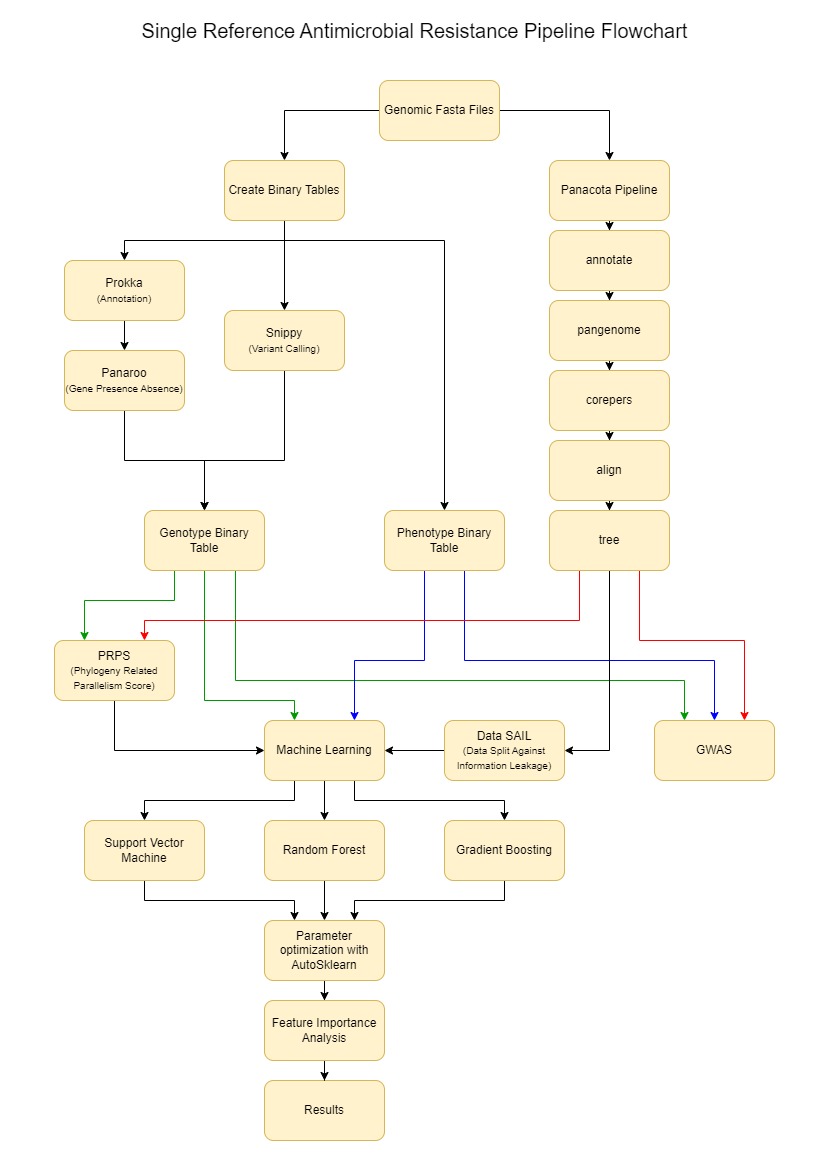 Single Reference Antimicrobial Resistance Pipeline Flowchart
Genomic Fasta Files
Create Binary Tables
Panacota Pipeline
Prokka
(Annotation)
annotate
Snippy
(Variant Calling)
pangenome
Panaroo
(Gene Presence Absence)
corepers
align
Genotype Binary
Table
Phenotype Binary
Table
tree
PRPS
(Phylogeny Related
Parallelism Score)
Machine Learning
Data SAIL
(Data Split Against
Information Leakage)
GWAS
Support Vector
Machine
Random Forest
Gradient Boosting
Parameter
optimization with
AutoSklearn
Feature Importance
Analysis
Results